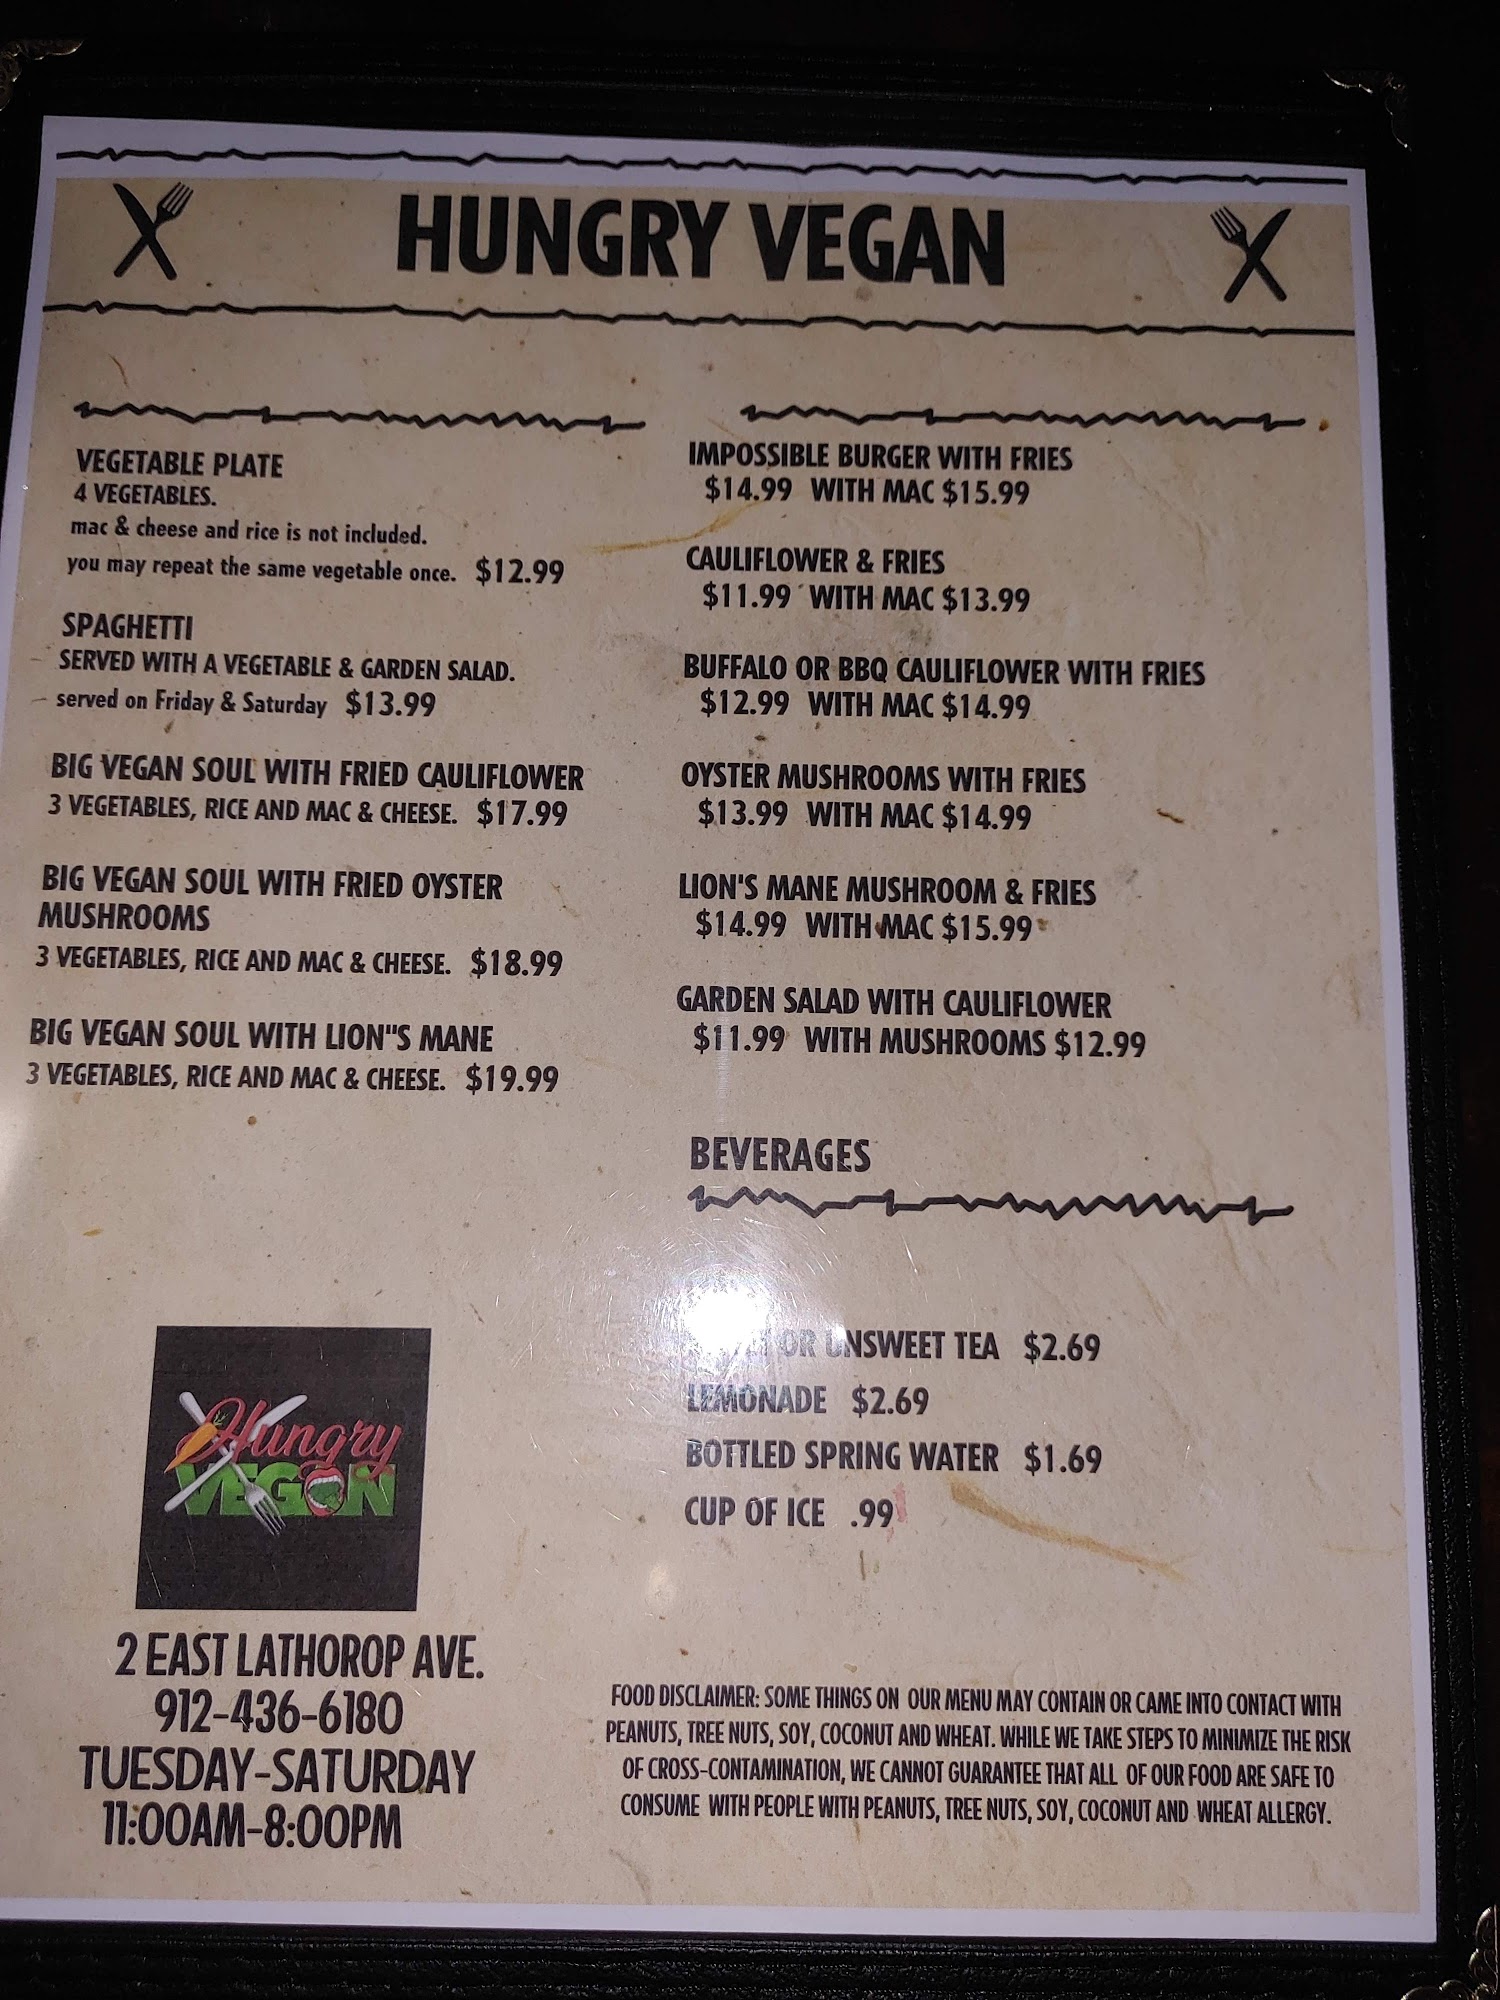 HUNGRY VEGAN
VEGETABLE PLATE
4 VEGETABLES.
mac & cheese and rice is not included.
you may repeat the same vegetable once. $12.99
SPAGHETTI
SERVED WITH A VEGETABLE & GARDEN SALAD.
served on Friday & Saturday $13.99
BIG VEGAN SOUL WITH FRIED CAULIFLOWER
3 VEGETABLES, RICE AND MAC & CHEESE. $17.99
BIG VEGAN SOUL WITH FRIED OYSTER
MUSHROOMS
3 VEGETABLES, RICE AND MAC & CHEESE. $18.99
BIG VEGAN SOUL WITH LION"S MANE
3 VEGETABLES, RICE AND MAC & CHEESE. $19.99
IMPOSSIBLE BURGER WITH FRIES
$14.99 WITH MAC $15.99
CAULIFLOWER & FRIES
$11.99 WITH MAC $13.99
BUFFALO OR BBQ CAULIFLOWER WITH FRIES
$12.99 WITH MAC $14.99
OYSTER MUSHROOMS WITH FRIES
$13.99 WITH MAC $14.99
LION'S MANE MUSHROOM & FRIES
$14.99 WITH MAC $15.99
GARDEN SALAD WITH CAULIFLOWER
$11.99 WITH MUSHROOMS $12.99
BEVERAGES
OR UNSWEET TEA $2.69
LEMONADE $2.69
BOTTLED SPRING WATER $1.69
CUP OF ICE .99
Hungry
VEGAN
2 EAST LATHOROP AVE.
912-436-6180
TUESDAY-SATURDAY
11:00AM-8:00PM
FOOD DISCLAIMER: SOME THINGS ON OUR MENU MAY CONTAIN OR CAME INTO CONTACT WITH
PEANUTS, TREE NUTS, SOY, COCONUT AND WHEAT. WHILE WE TAKE STEPS TO MINIMIZE THE RISK
OF CROSS-CONTAMINATION, WE CANNOT GUARANTEE THAT ALL OF OUR FOOD ARE SAFE TO
CONSUME WITH PEOPLE WITH PEANUTS, TREE NUTS, SOY, COCONUT AND WHEAT ALLERGY.